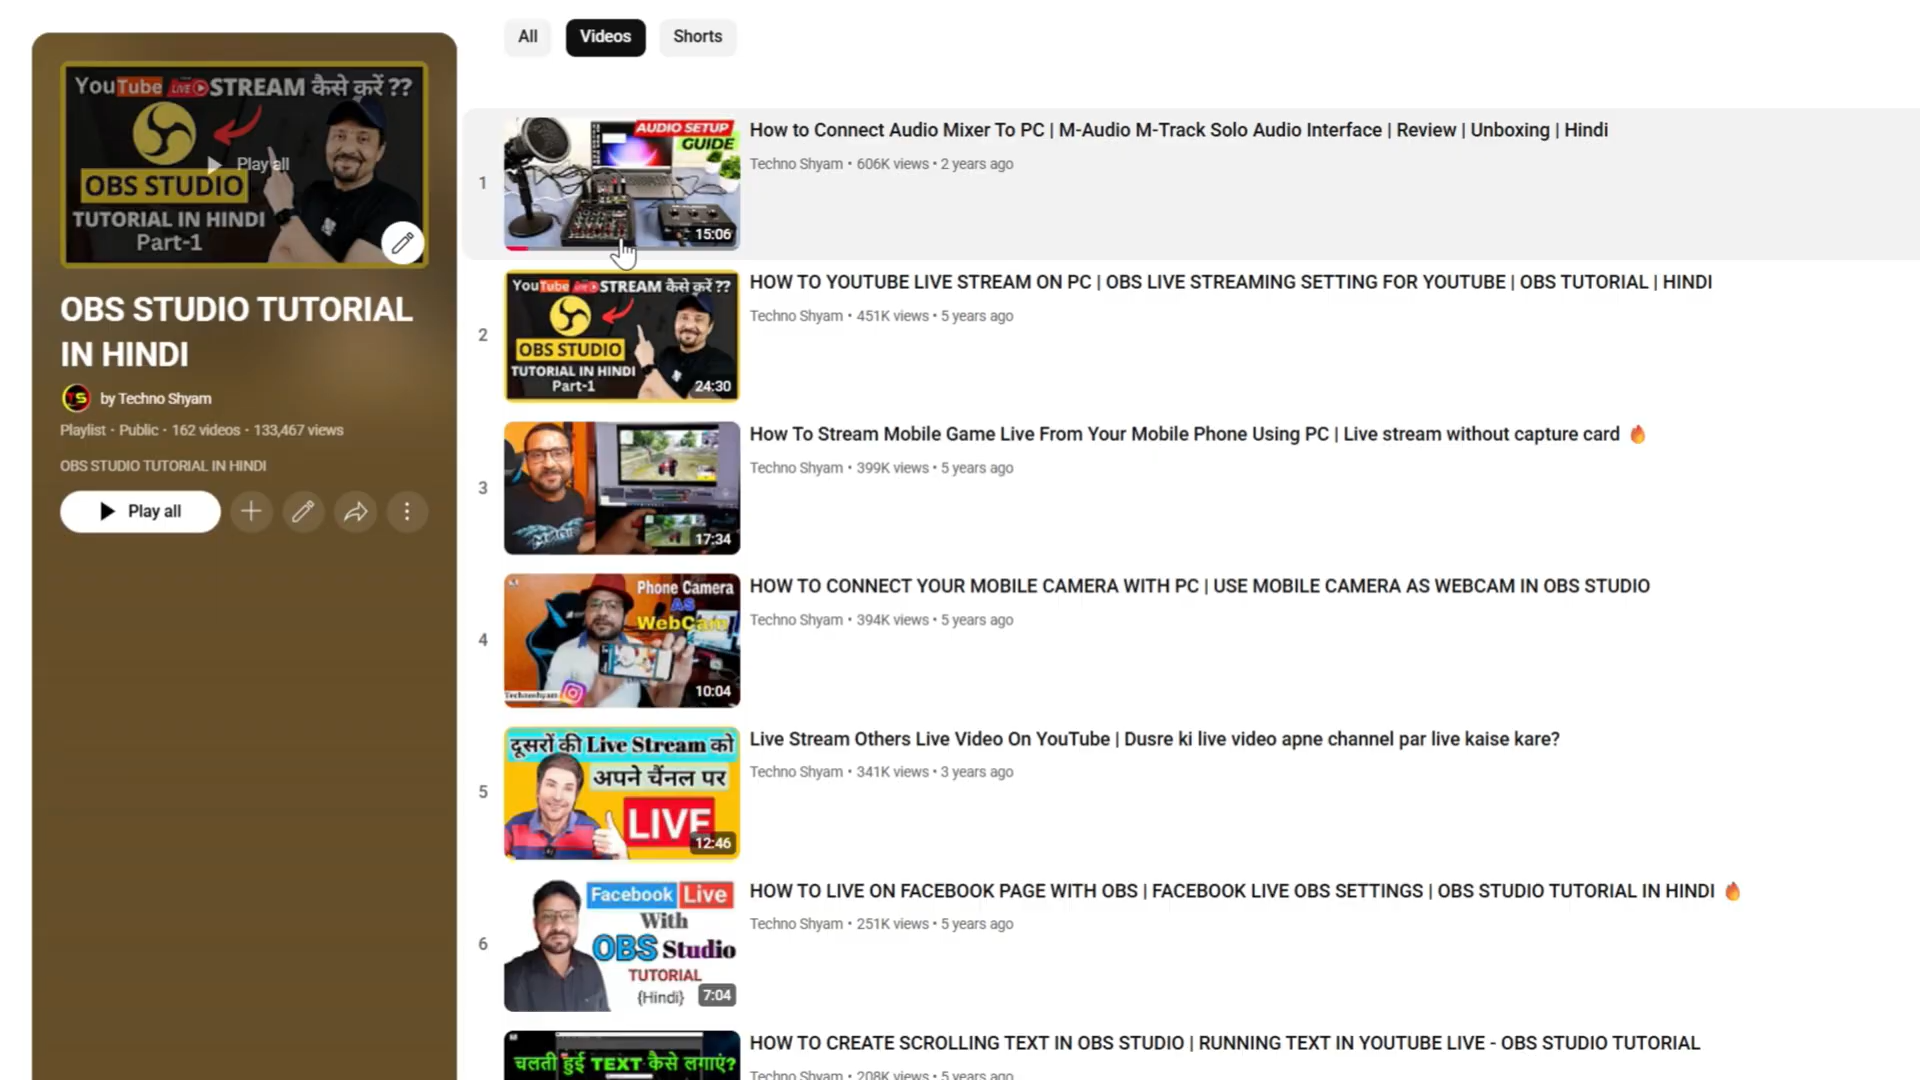 All
Videos
Shorts
YouTube LIVE STREAM कैसे करें ??
Play all
OBS STUDIO
TUTORIAL IN HINDI
Part-1
OBS STUDIO TUTORIAL
IN HINDI
TS
by Techno Shyam
Playlist • Public • 162 videos • 133,467 views
OBS STUDIO TUTORIAL IN HINDI
Play all
1
AUDIO SETUP
GUIDE
15:06
How to Connect Audio Mixer To PC | M-Audio M-Track Solo Audio Interface | Review | Unboxing | Hindi
Techno Shyam • 606K views • 2 years ago
2
YouTube LIVE STREAM कैसे करें ??
OBS STUDIO
TUTORIAL IN HINDI
Part-1
24:30
HOW TO YOUTUBE LIVE STREAM ON PC | OBS LIVE STREAMING SETTING FOR YOUTUBE | OBS TUTORIAL | HINDI
Techno Shyam • 451K views • 5 years ago
3
17:34
How To Stream Mobile Game Live From Your Mobile Phone Using PC | Live stream without capture card 🔥
Techno Shyam • 399K views • 5 years ago
4
Phone Camera
AS
WebCam
Technoshyam
10:04
HOW TO CONNECT YOUR MOBILE CAMERA WITH PC | USE MOBILE CAMERA AS WEBCAM IN OBS STUDIO
Techno Shyam • 394K views • 5 years ago
5
दूसरों की Live Stream को
अपने चैंनल पर
LIVE
12:46
Live Stream Others Live Video On YouTube | Dusre ki live video apne channel par live kaise kare?
Techno Shyam • 341K views • 3 years ago
6
Facebook Live
With
OBS Studio
TUTORIAL
{Hindi}
7:04
HOW TO LIVE ON FACEBOOK PAGE WITH OBS | FACEBOOK LIVE OBS SETTINGS | OBS STUDIO TUTORIAL IN HINDI 🔥
Techno Shyam • 251K views • 5 years ago
चलती हुई TEXT कैसे लगाएं?
HOW TO CREATE SCROLLING TEXT IN OBS STUDIO | RUNNING TEXT IN YOUTUBE LIVE - OBS STUDIO TUTORIAL
Techno Shyam • 208K views • 5 years ago